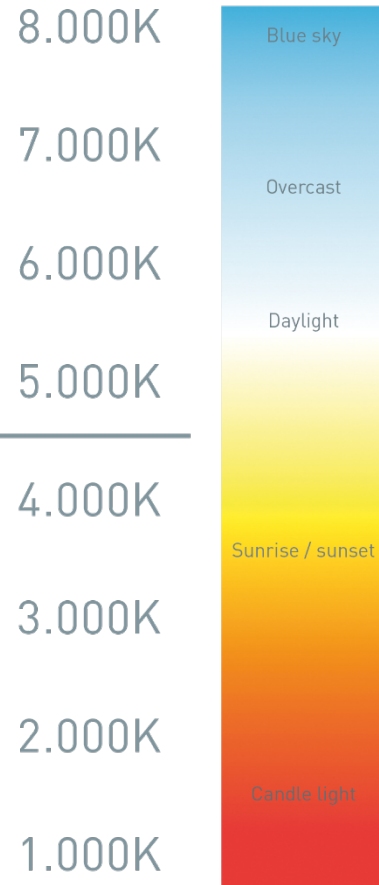 8.000K
Blue sky
7.000K
Overcast
6.000K
Daylight
5.000K
4.000K
Sunrise / sunset
3.000K
2.000K
Candle light
1.000K